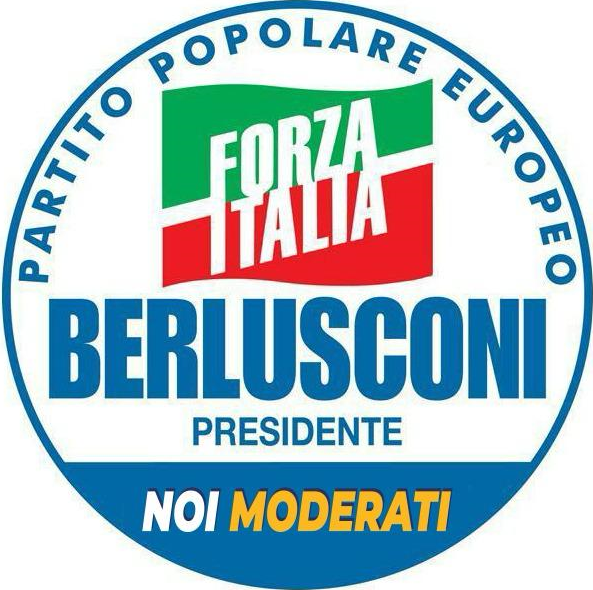 PARTITO POPOLARE EUROPEO
FORZA
ITALIA
BERLUSCONI
PRESIDENTE
NOI MODERATI